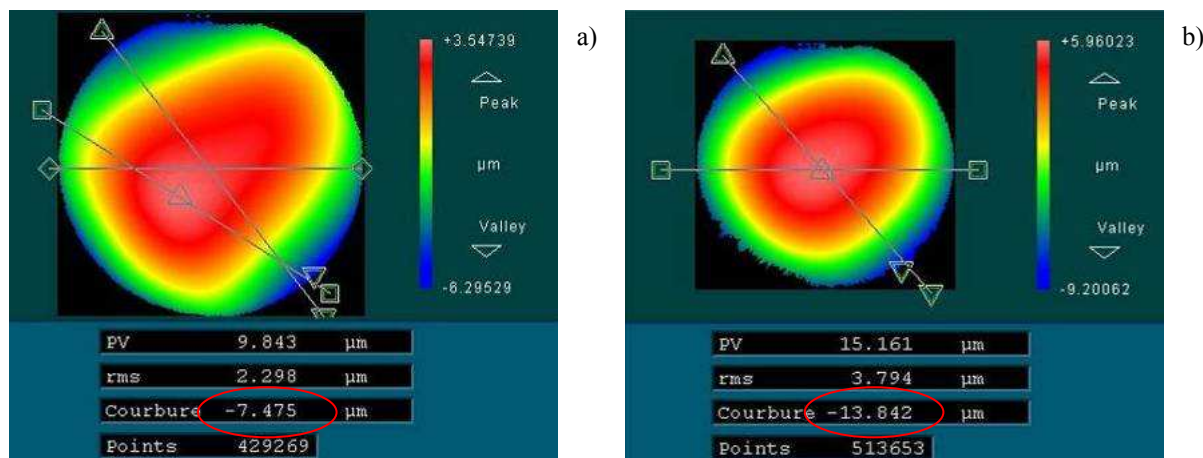 a)
+3.54739
Peak
µm
Valley
-6.29529
PV 9.843 µm
rms 2.298 µm
Courbure -7.475 µm
Points 429269
b)
+5.96023
Peak
µm
Valley
-9.20062
PV 15.161 µm
rms 3.794 µm
Courbure -13.842 µm
Points 513653